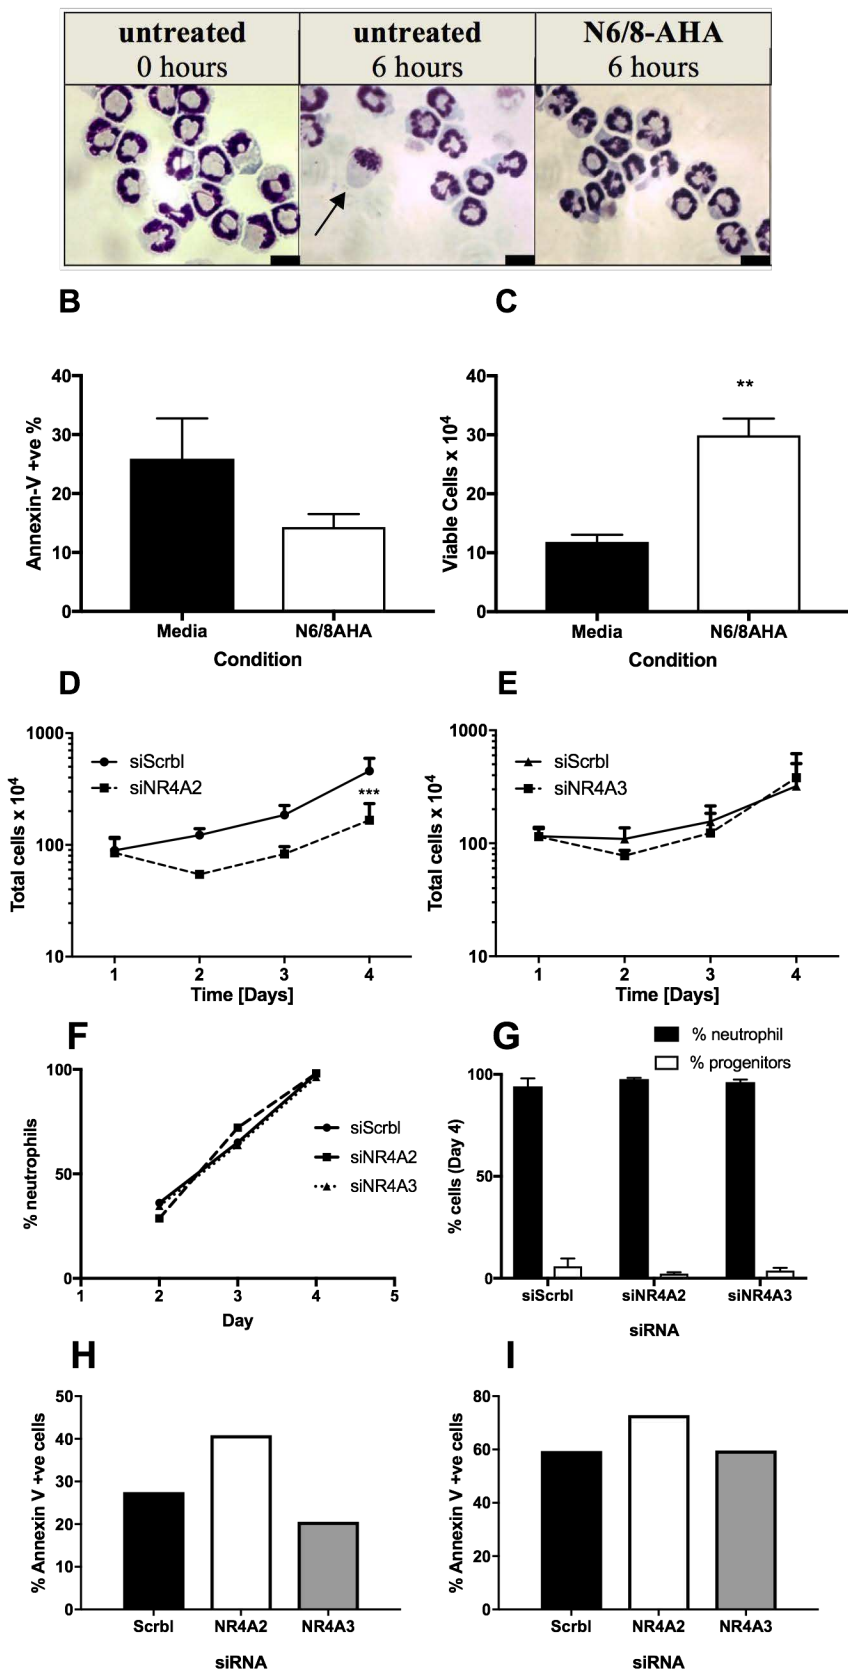 untreated
0 hours
untreated
6 hours
N6/8-AHA
6 hours
B
C
40
30
20
10
0
Annexin-V +ve %
Media
N6/8AHA
Condition
40
30
20
10
0
Viable Cells x 10⁴
**
Media
N6/8AHA
Condition
D
E
1000
100
10
Total cells x 10⁴
siScrbl
siNR4A2
***
1
2
3
4
Time [Days]
1000
100
10
Total cells x 10⁴
siScrbl
siNR4A3
1
2
3
4
Time [Days]
F
G
100
50
0
% neutrophils
siScrbl
siNR4A2
siNR4A3
1
2
3
4
5
Day
% neutrophil
% progenitors
100
50
0
% cells (Day 4)
siScrbl
siNR4A2
siNR4A3
siRNA
H
I
50
40
30
20
10
0
% Annexin V +ve cells
Scrbl
NR4A2
NR4A3
siRNA
80
60
40
20
0
% Annexin V +ve cells
Scrbl
NR4A2
NR4A3
siRNA